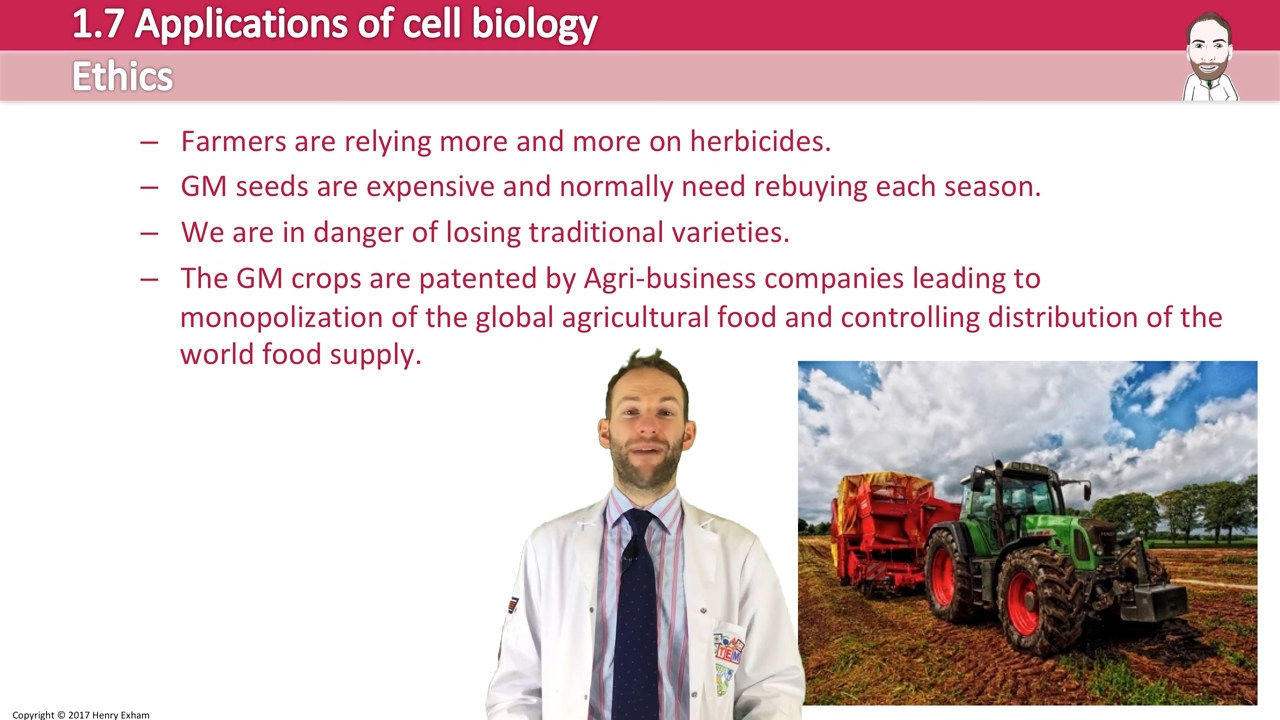 1.7 Applications of cell biology
Ethics
– Farmers are relying more and more on herbicides.
– GM seeds are expensive and normally need rebuying each season.
– We are in danger of losing traditional varieties.
– The GM crops are patented by Agri-business companies leading to
monopolization of the global agricultural food and controlling distribution of the
world food supply.
STEM
Copyright © 2017 Henry Exham